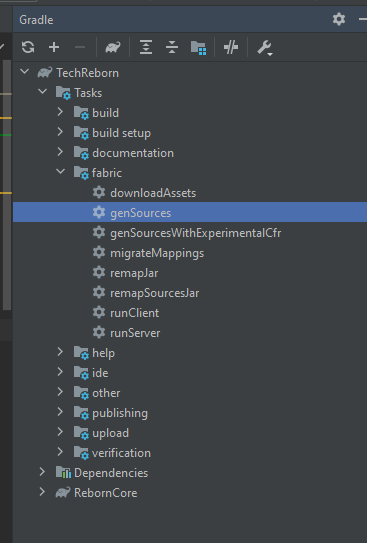 Gradle
TechReborn
Tasks
build
build setup
documentation
fabric
downloadAssets
genSources
genSourcesWithExperimentalCfr
migrateMappings
remapJar
remapSourcesJar
runClient
runServer
help
ide
other
publishing
upload
verification
Dependencies
RebornCore